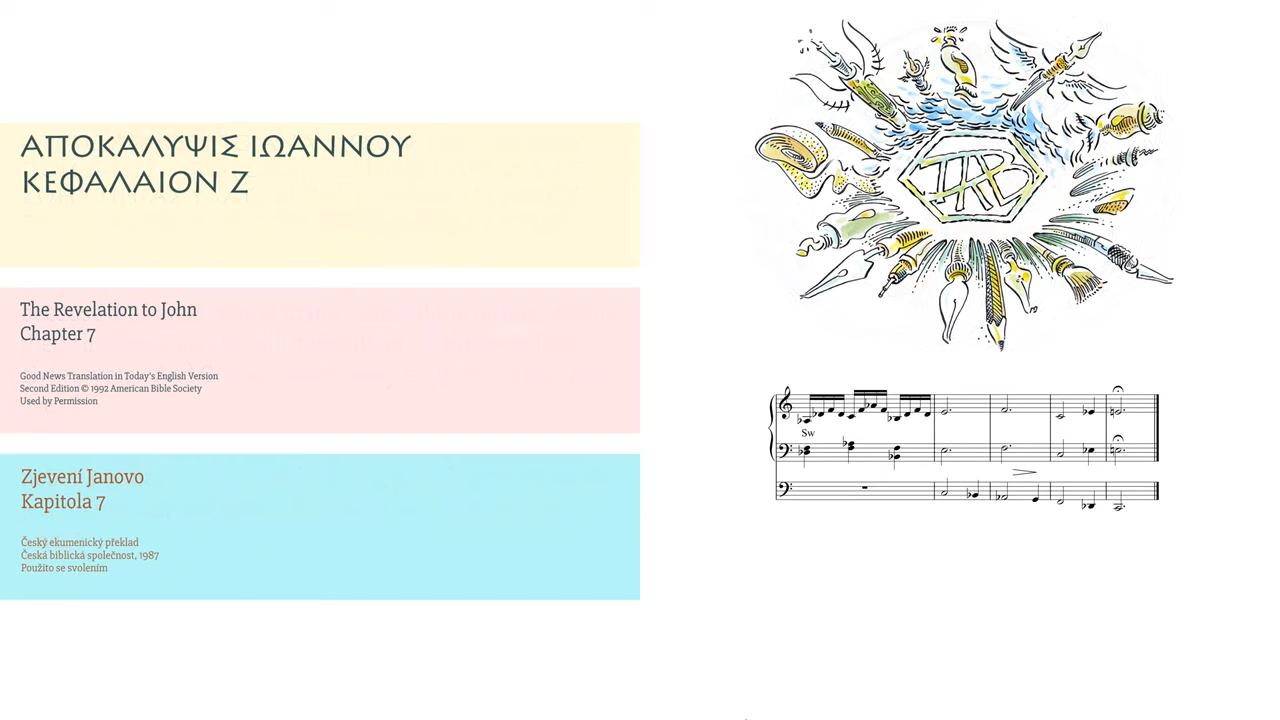 ΑΠΟΚΑΛΥΨΙΣ ΙΩΑΝΝΟΥ
ΚΕΦΑΛΑΙΟΝ Ζ
The Revelation to John
Chapter 7
Good News Translation in Today's English Version
Second Edition © 1992 American Bible Society
Used by Permission
Zjevení Janovo
Kapitola 7
Český ekumenický překlad
Česká biblická společnost, 1987
Použito se svolením
Sw